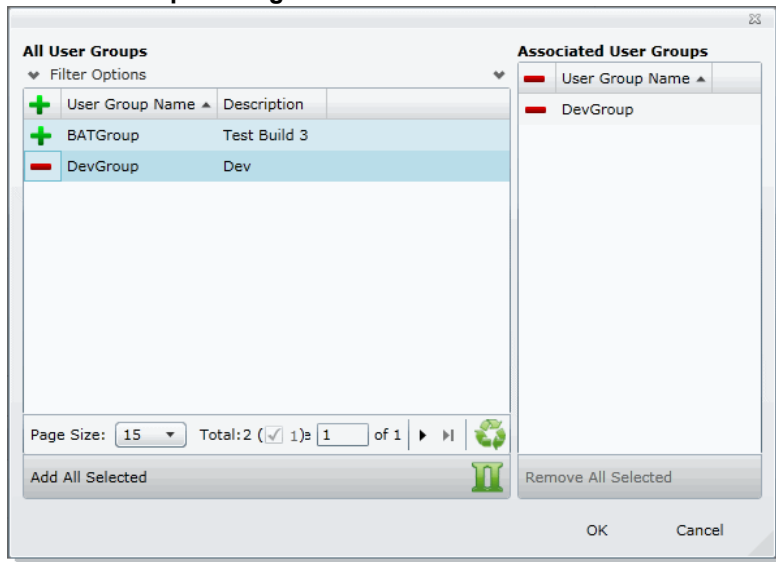 All User Groups
Filter Options
User Group Name Description
BATGroup Test Build 3
DevGroup Dev
Page Size: 15 Total:2 ( 1) 1 of 1
Add All Selected
Associated User Groups
User Group Name
DevGroup
Remove All Selected
OK Cancel